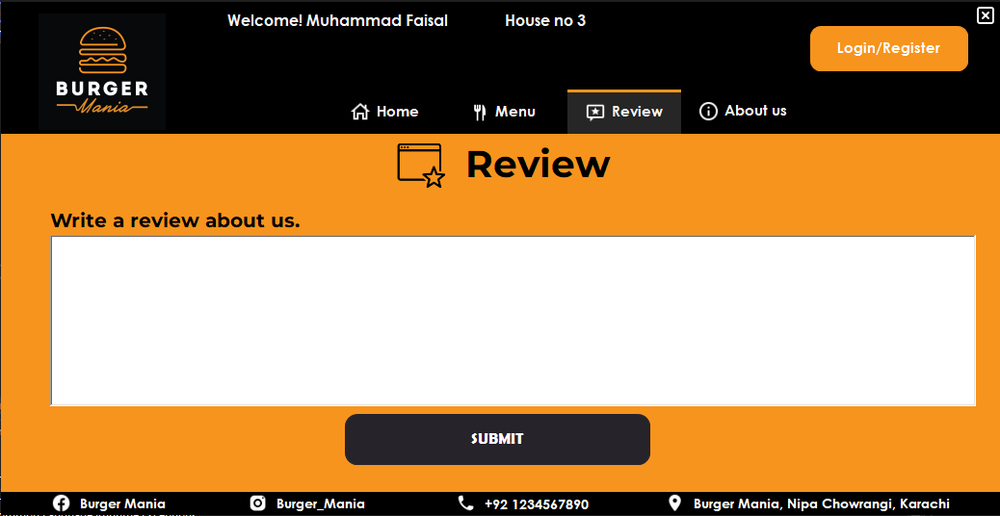 Welcome! Muhammad Faisal
House no 3
Login/Register
BURGER
Mania
Home
Menu
Review
About us
Review
Write a review about us.
SUBMIT
Burger Mania
Burger_Mania
+92 1234567890
Burger Mania, Nipa Chowrangi, Karachi